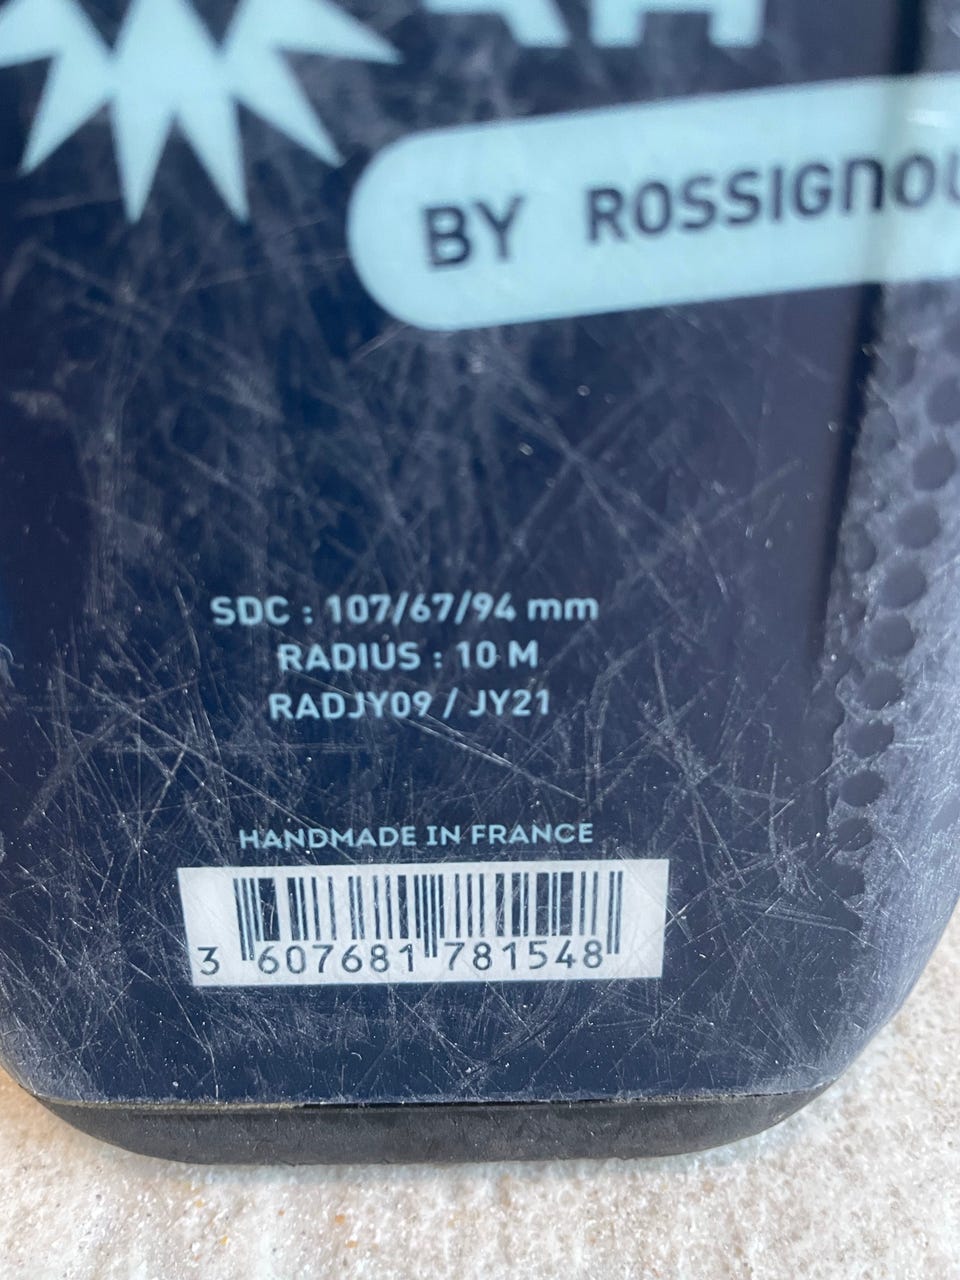 BY ROSSIGNOL
SDC : 107/67/94 mm
RADIUS : 10 M
RADJY09 / JY21
HANDMADE IN FRANCE
3 607681 781548